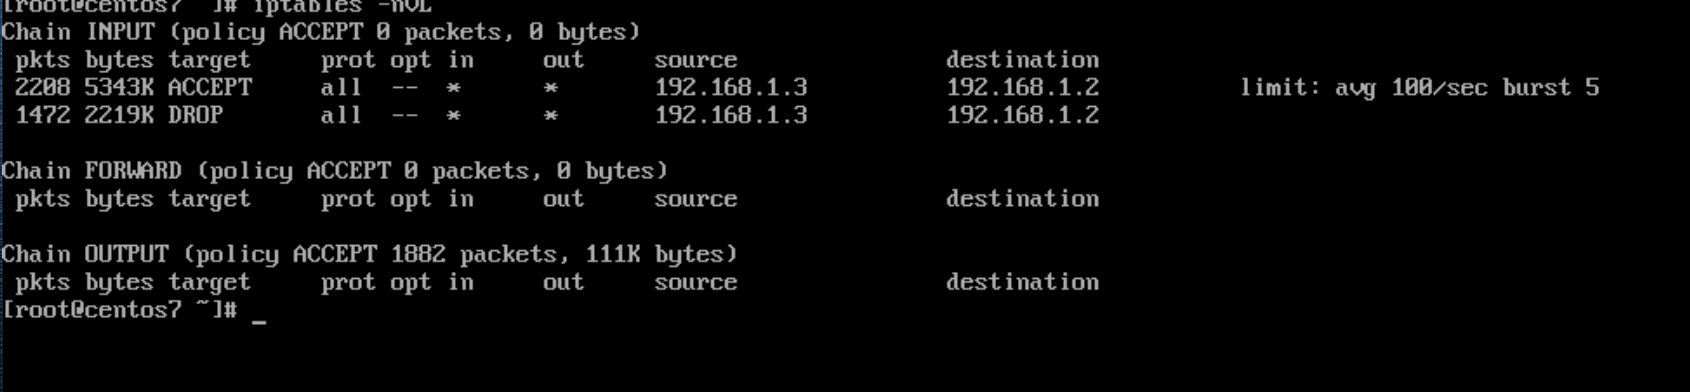 [root@centos7 ~]# iptables -nvL
Chain INPUT (policy ACCEPT 0 packets, 0 bytes)
 pkts bytes target     prot opt in     out     source               destination
 2208 5343K ACCEPT     all  --  *      *       192.168.1.3          192.168.1.2          limit: avg 100/sec burst 5
 1472 2219K DROP       all  --  *      *       192.168.1.3          192.168.1.2
Chain FORWARD (policy ACCEPT 0 packets, 0 bytes)
 pkts bytes target     prot opt in     out     source               destination
Chain OUTPUT (policy ACCEPT 1882 packets, 111K bytes)
 pkts bytes target     prot opt in     out     source               destination
[root@centos7 ~]# _